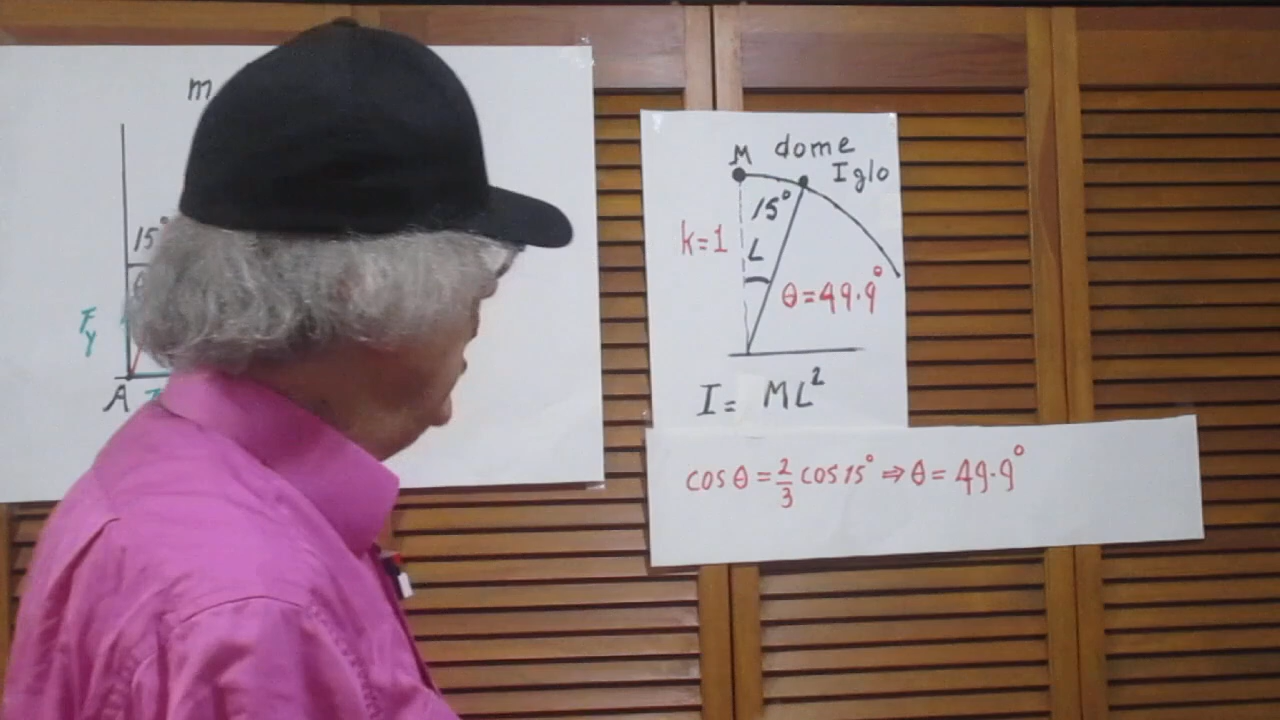 m
15°
F
y
A
M dome
Iglo
15°
k=1 L
θ=49.9°
I= ML²
cos θ = 2/3 cos 15° ⇒ θ = 49.9°